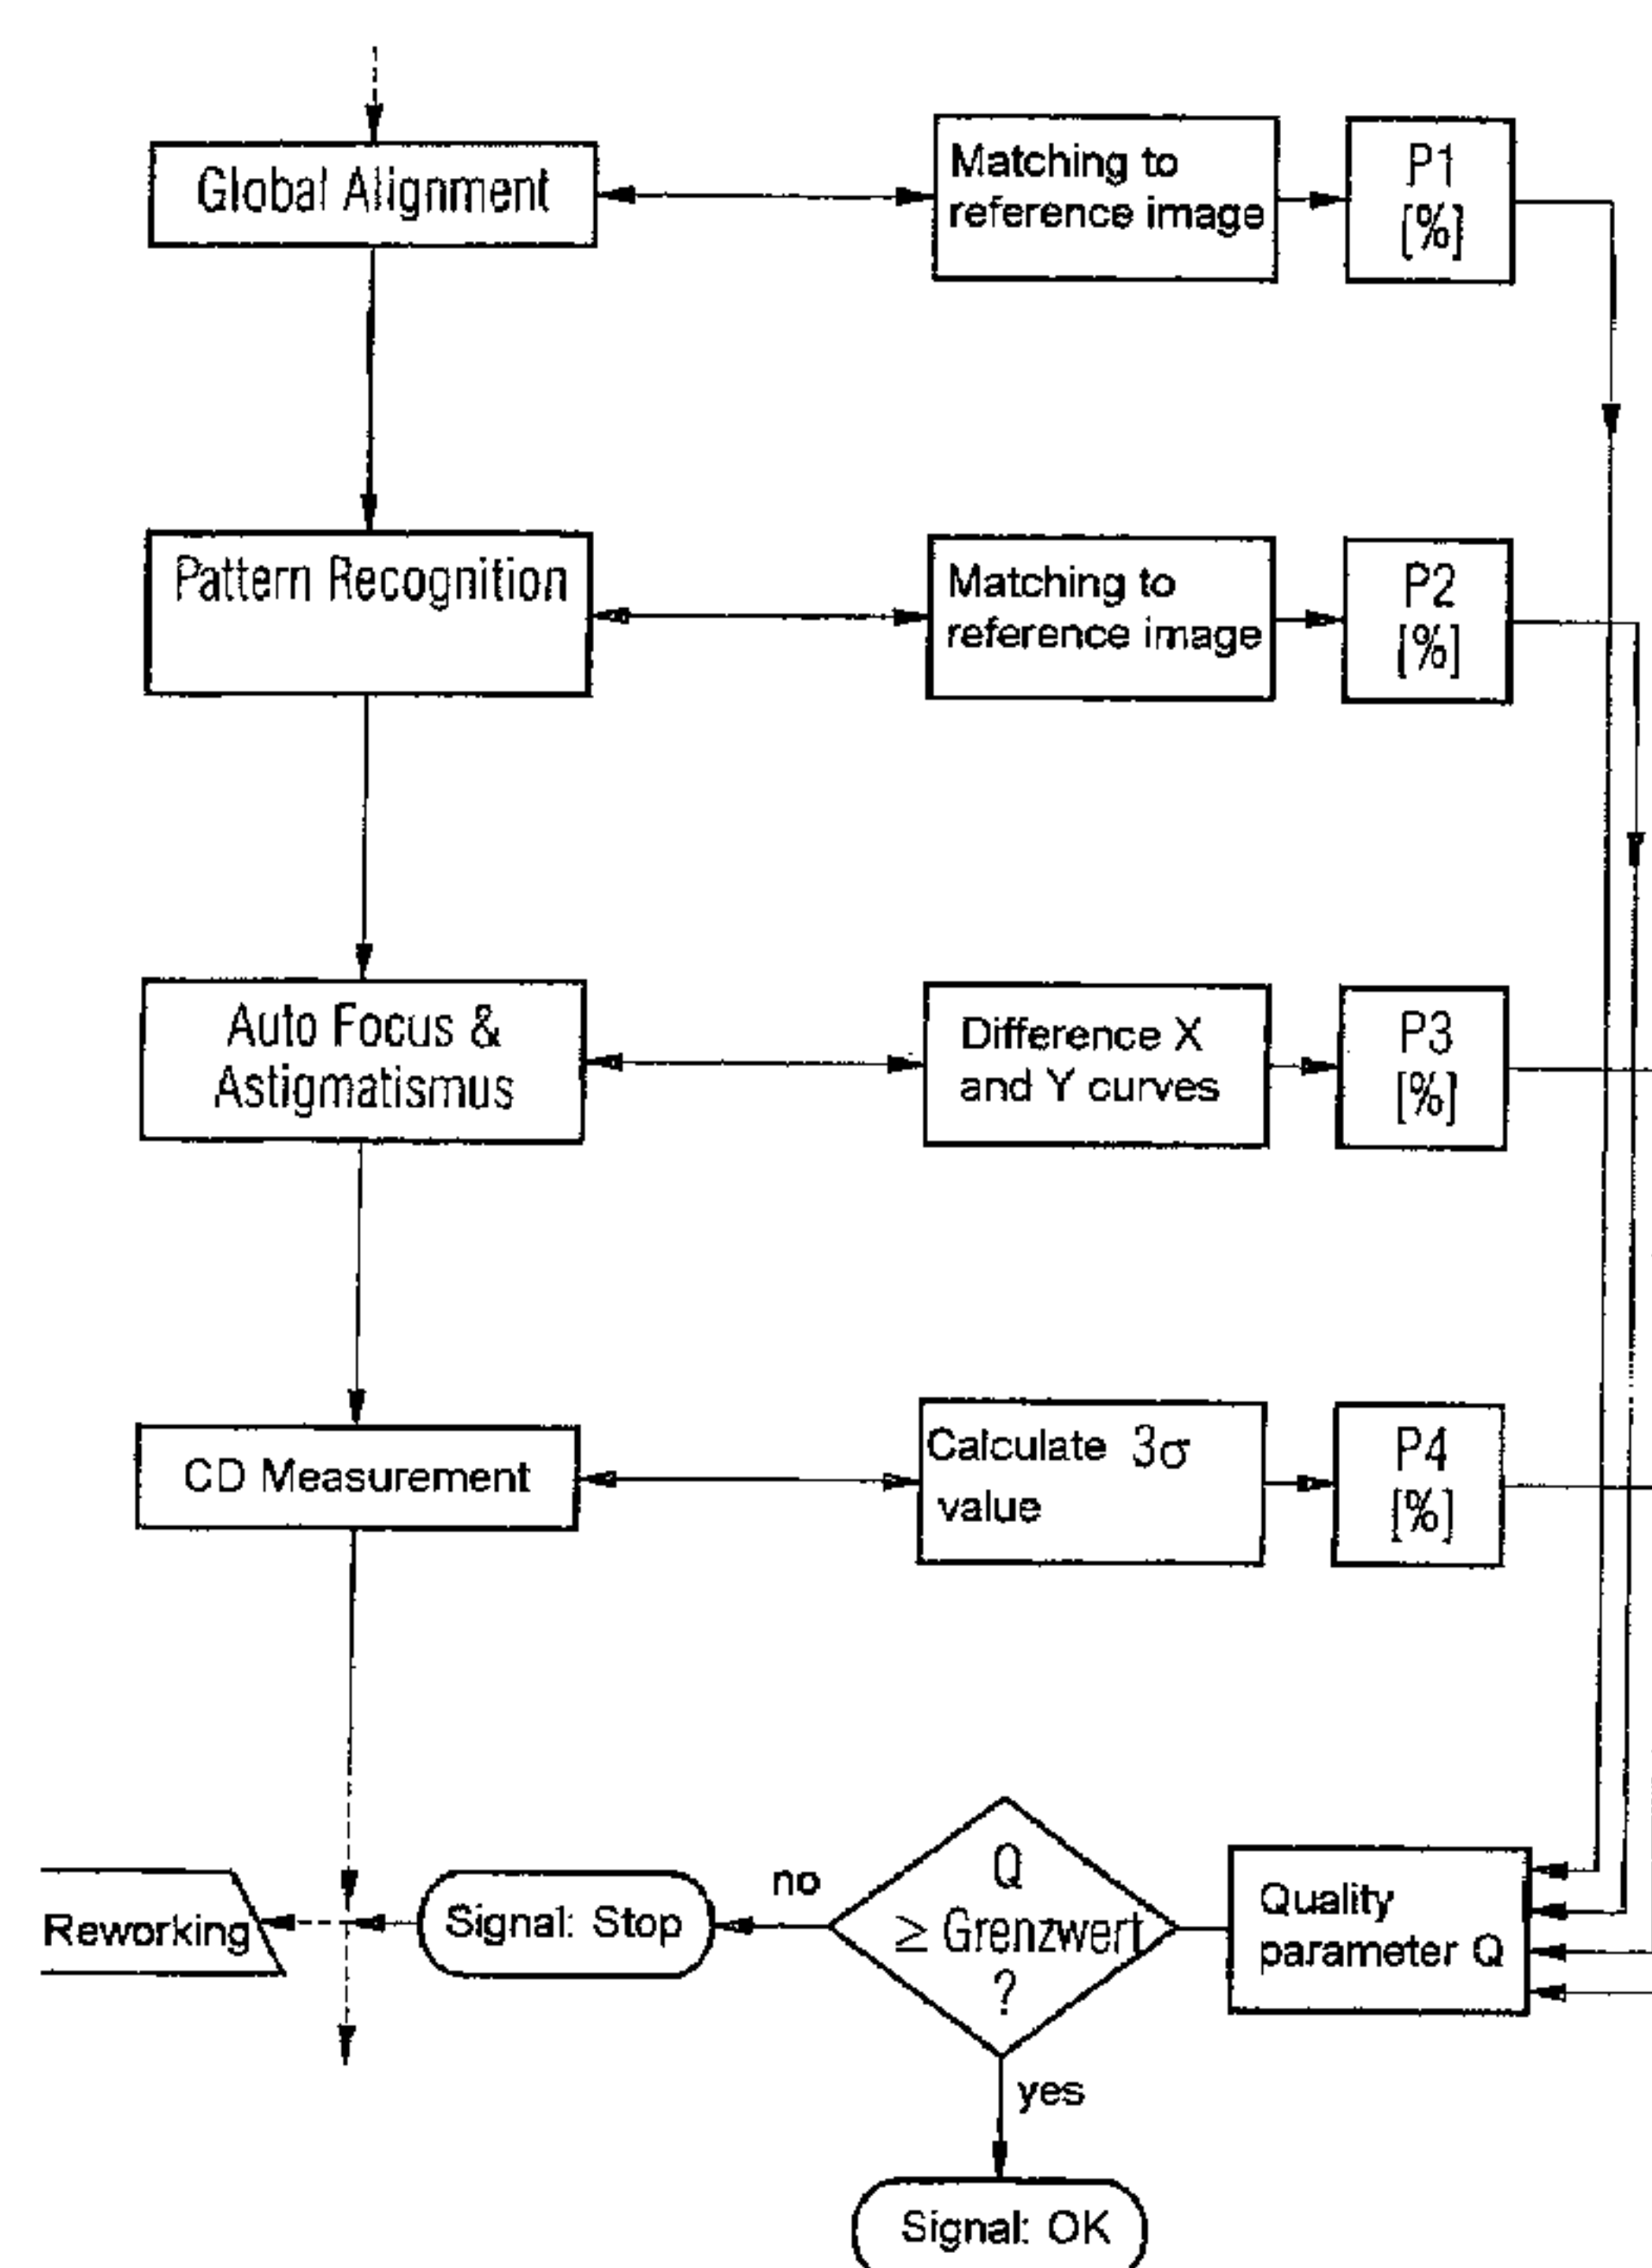 Global Alignment
Matching to
reference image
P1
[%]
Pattern Recognition
Matching to
reference image
P2
[%]
Auto Focus &
Astigmatismus
Difference X
and Y curves
P3
[%]
CD Measurement
Calculate 3σ
value
P4
[%]
Reworking
Signal: Stop
no
Q
≥ Grenzwert
?
Quality
parameter Q
yes
Signal: OK